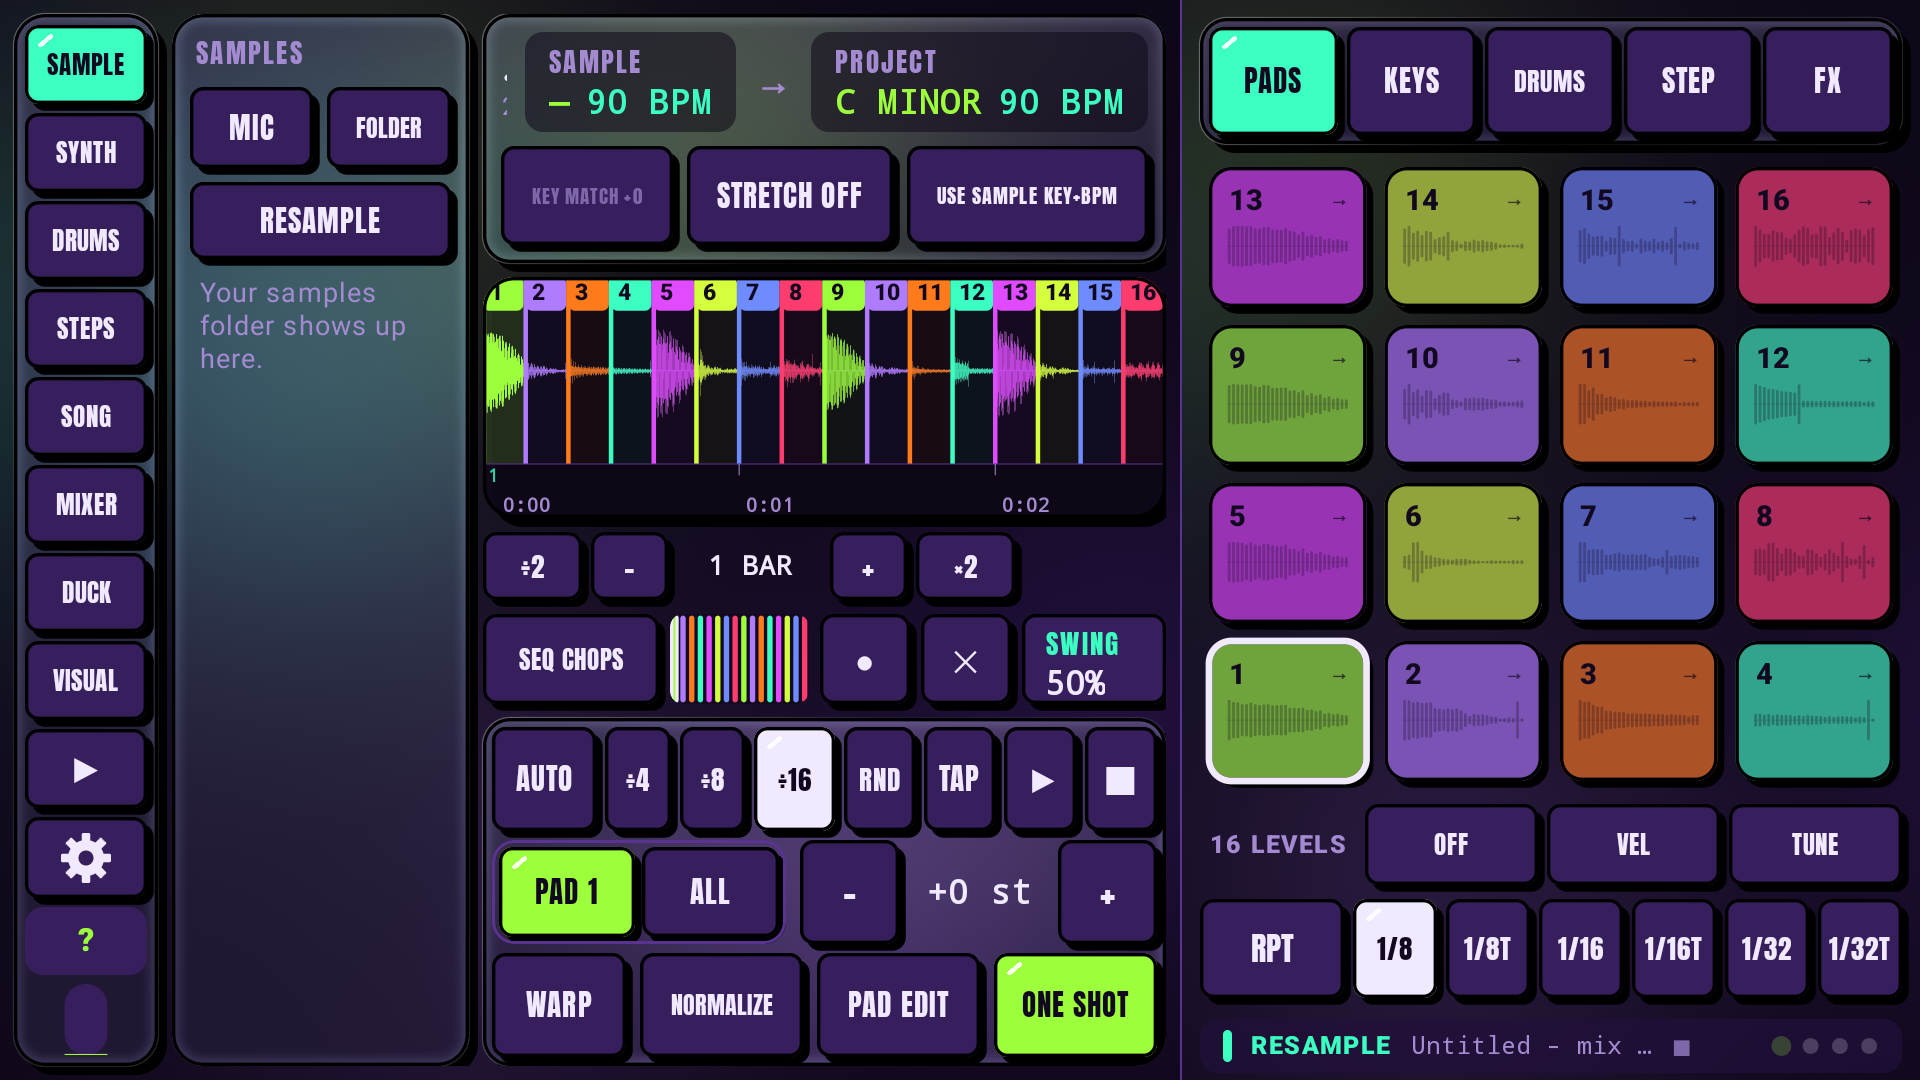 SAMPLE
SYNTH
DRUMS
STEPS
SONG
MIXER
DUCK
VISUAL
?
SAMPLES
MIC
FOLDER
RESAMPLE
Your samples
folder shows up
here.
SAMPLE
– 90 BPM
→
PROJECT
C MINOR 90 BPM
KEY MATCH +0
STRETCH OFF
USE SAMPLE KEY+BPM
1 2 3 4 5 6 7 8 9 10 11 12 13 14 15 16
1
0:00 0:01 0:02
÷2 - 1 BAR + ×2
SEQ CHOPS
SWING
50%
AUTO ÷4 ÷8 ÷16 RND TAP
PAD 1 ALL - +0 st +
WARP NORMALIZE PAD EDIT ONE SHOT
PADS KEYS DRUMS STEP FX
13 → 14 → 15 → 16 →
9 → 10 → 11 → 12 →
5 → 6 → 7 → 8 →
1 → 2 → 3 → 4 →
16 LEVELS OFF VEL TUNE
RPT 1/8 1/8T 1/16 1/16T 1/32 1/32T
RESAMPLE Untitled - mix …